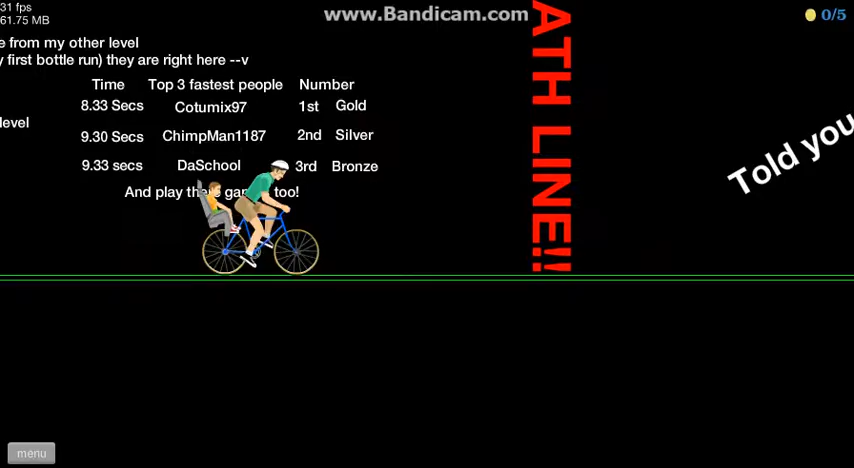 31 fps
61.75 MB
www.Bandicam.com
0/5
e from my other level
y first bottle run) they are right here --v
Time Top 3 fastest people Number
8.33 Secs Cotumix97 1st Gold
level
9.30 Secs ChimpMan1187 2nd Silver
9.33 secs DaSchool 3rd Bronze
And play the too!
ATH LINE!!
Told you
menu